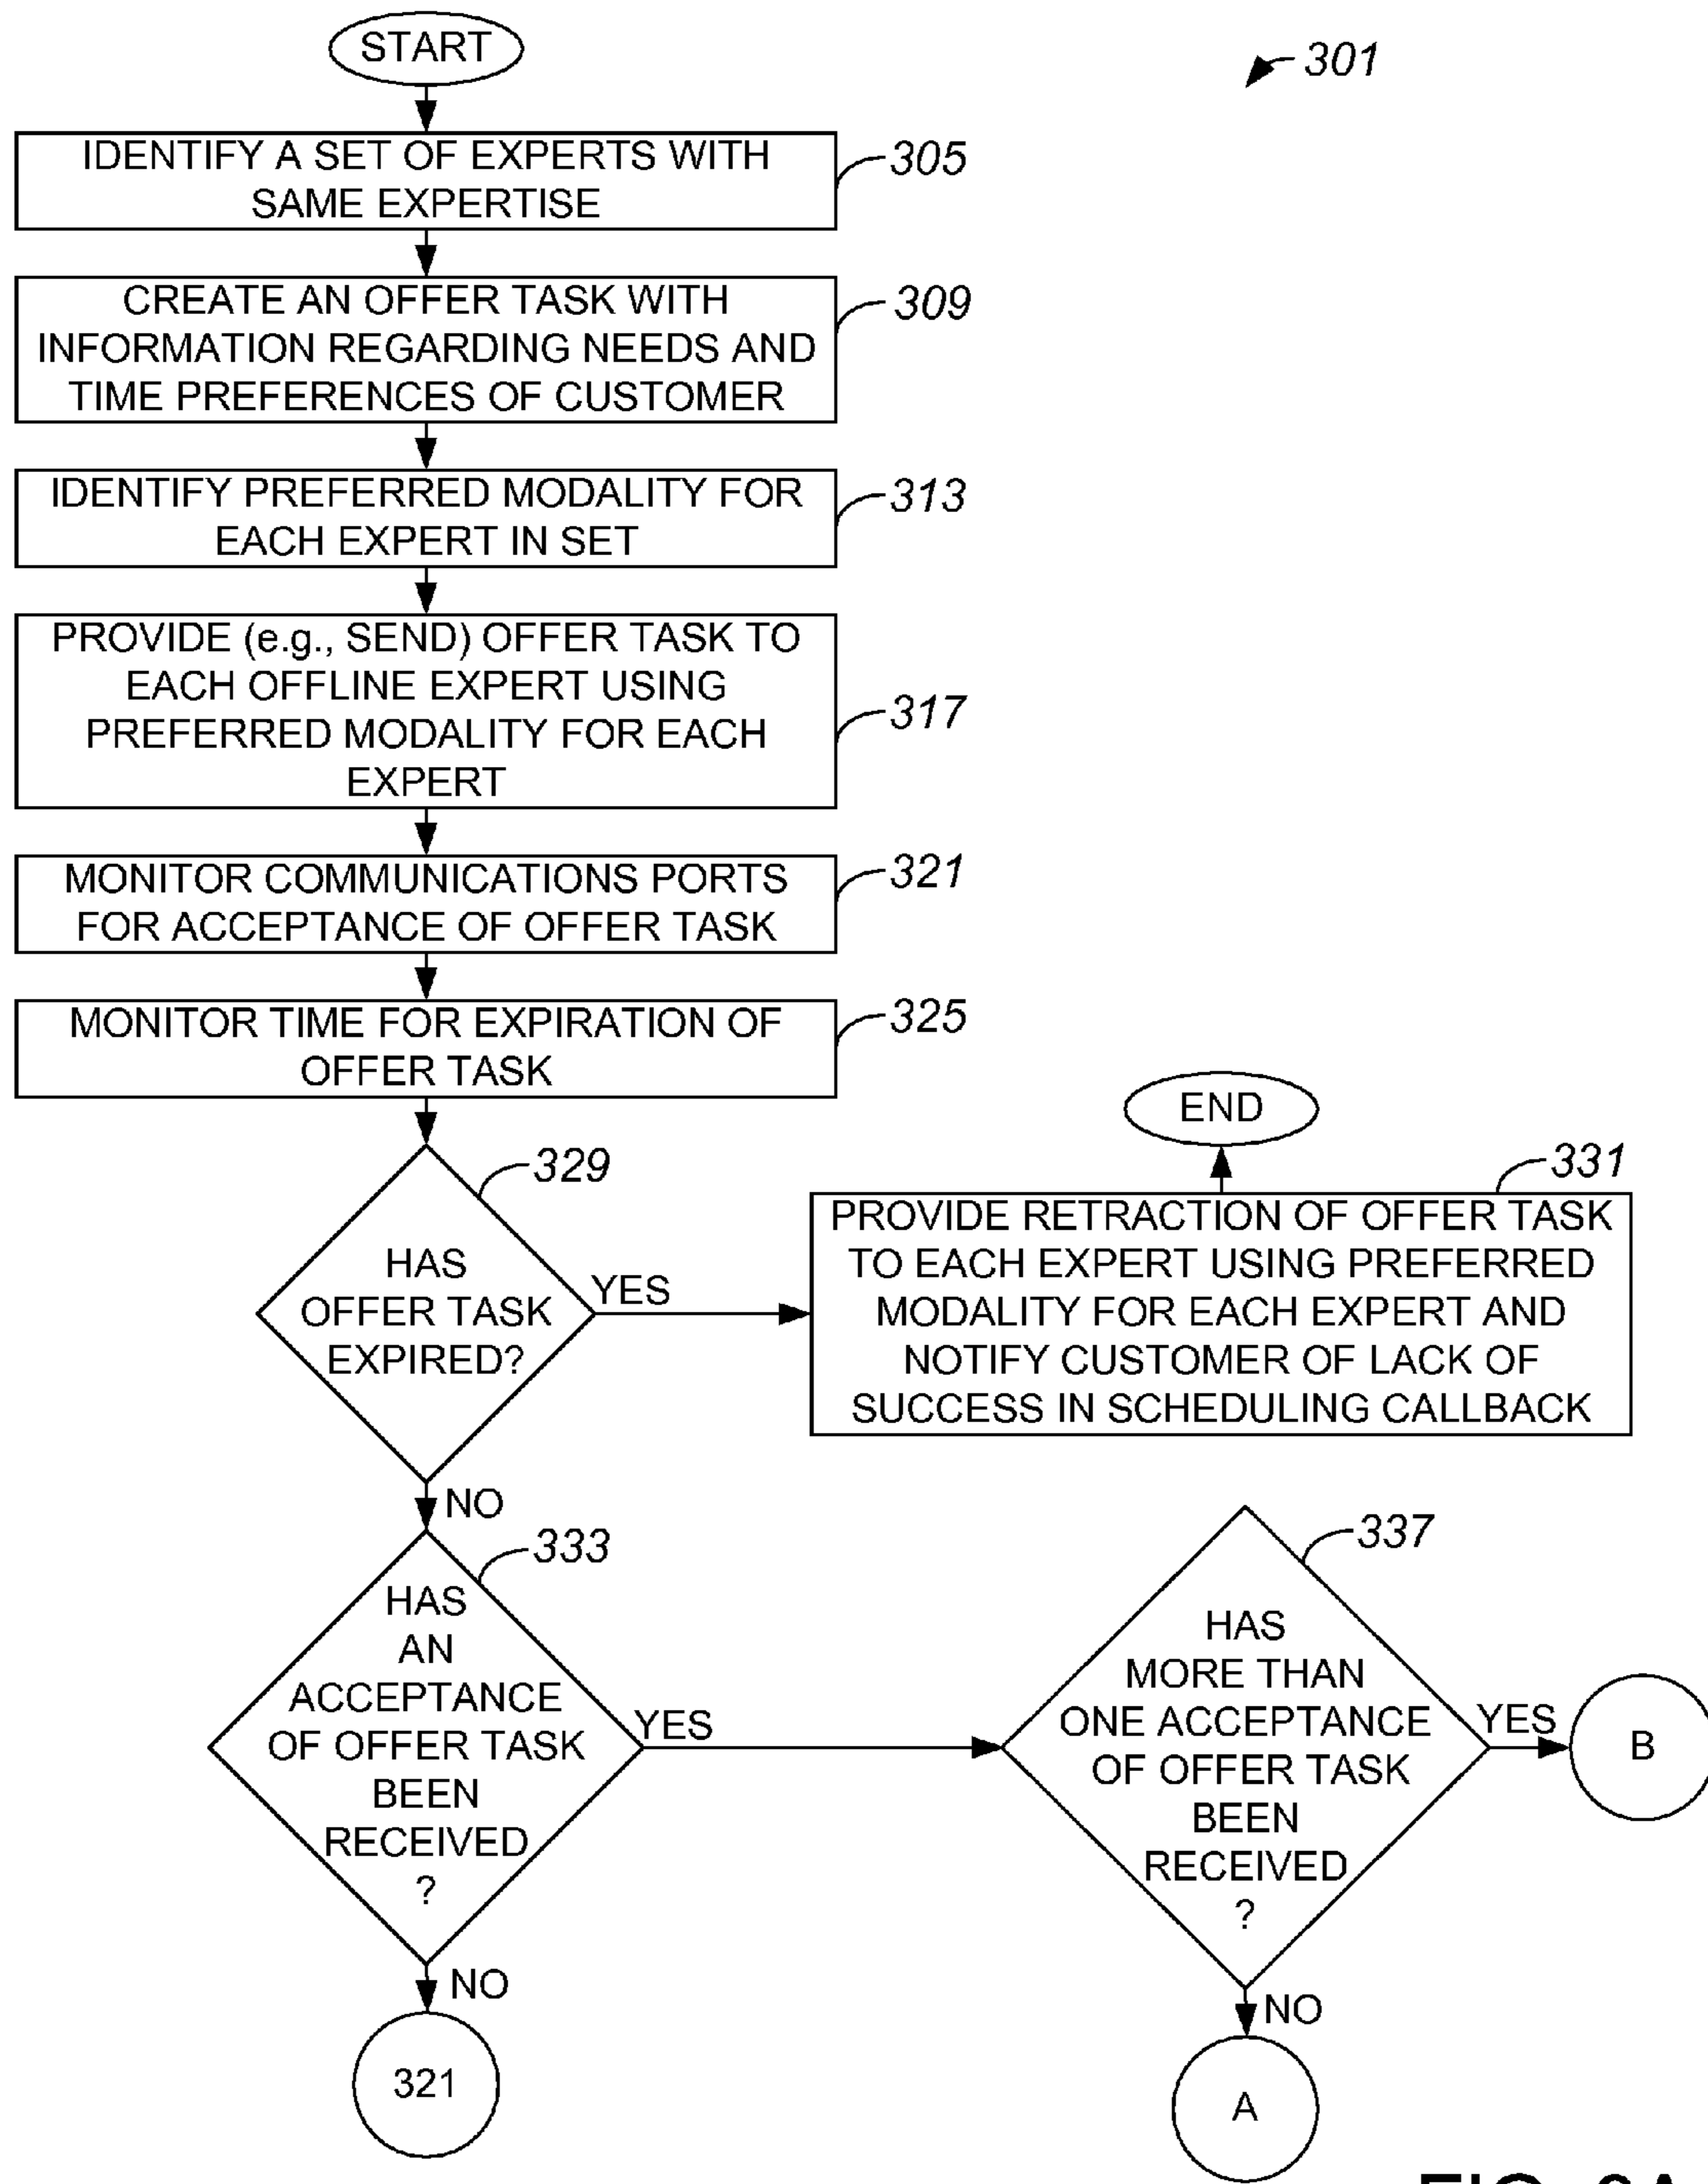 START
301
IDENTIFY A SET OF EXPERTS WITH
SAME EXPERTISE
305
CREATE AN OFFER TASK WITH
INFORMATION REGARDING NEEDS AND
TIME PREFERENCES OF CUSTOMER
309
IDENTIFY PREFERRED MODALITY FOR
EACH EXPERT IN SET
313
PROVIDE (e.g., SEND) OFFER TASK TO
EACH OFFLINE EXPERT USING
PREFERRED MODALITY FOR EACH
EXPERT
317
MONITOR COMMUNICATIONS PORTS
FOR ACCEPTANCE OF OFFER TASK
321
MONITOR TIME FOR EXPIRATION OF
OFFER TASK
325
HAS
OFFER TASK
EXPIRED?
329
YES
END
331
PROVIDE RETRACTION OF OFFER TASK
TO EACH EXPERT USING PREFERRED
MODALITY FOR EACH EXPERT AND
NOTIFY CUSTOMER OF LACK OF
SUCCESS IN SCHEDULING CALLBACK
NO
HAS
AN
ACCEPTANCE
OF OFFER TASK
BEEN
RECEIVED
?
333
YES
HAS
MORE THAN
ONE ACCEPTANCE
OF OFFER TASK
BEEN
RECEIVED
?
337
YES
B
NO
321
NO
A